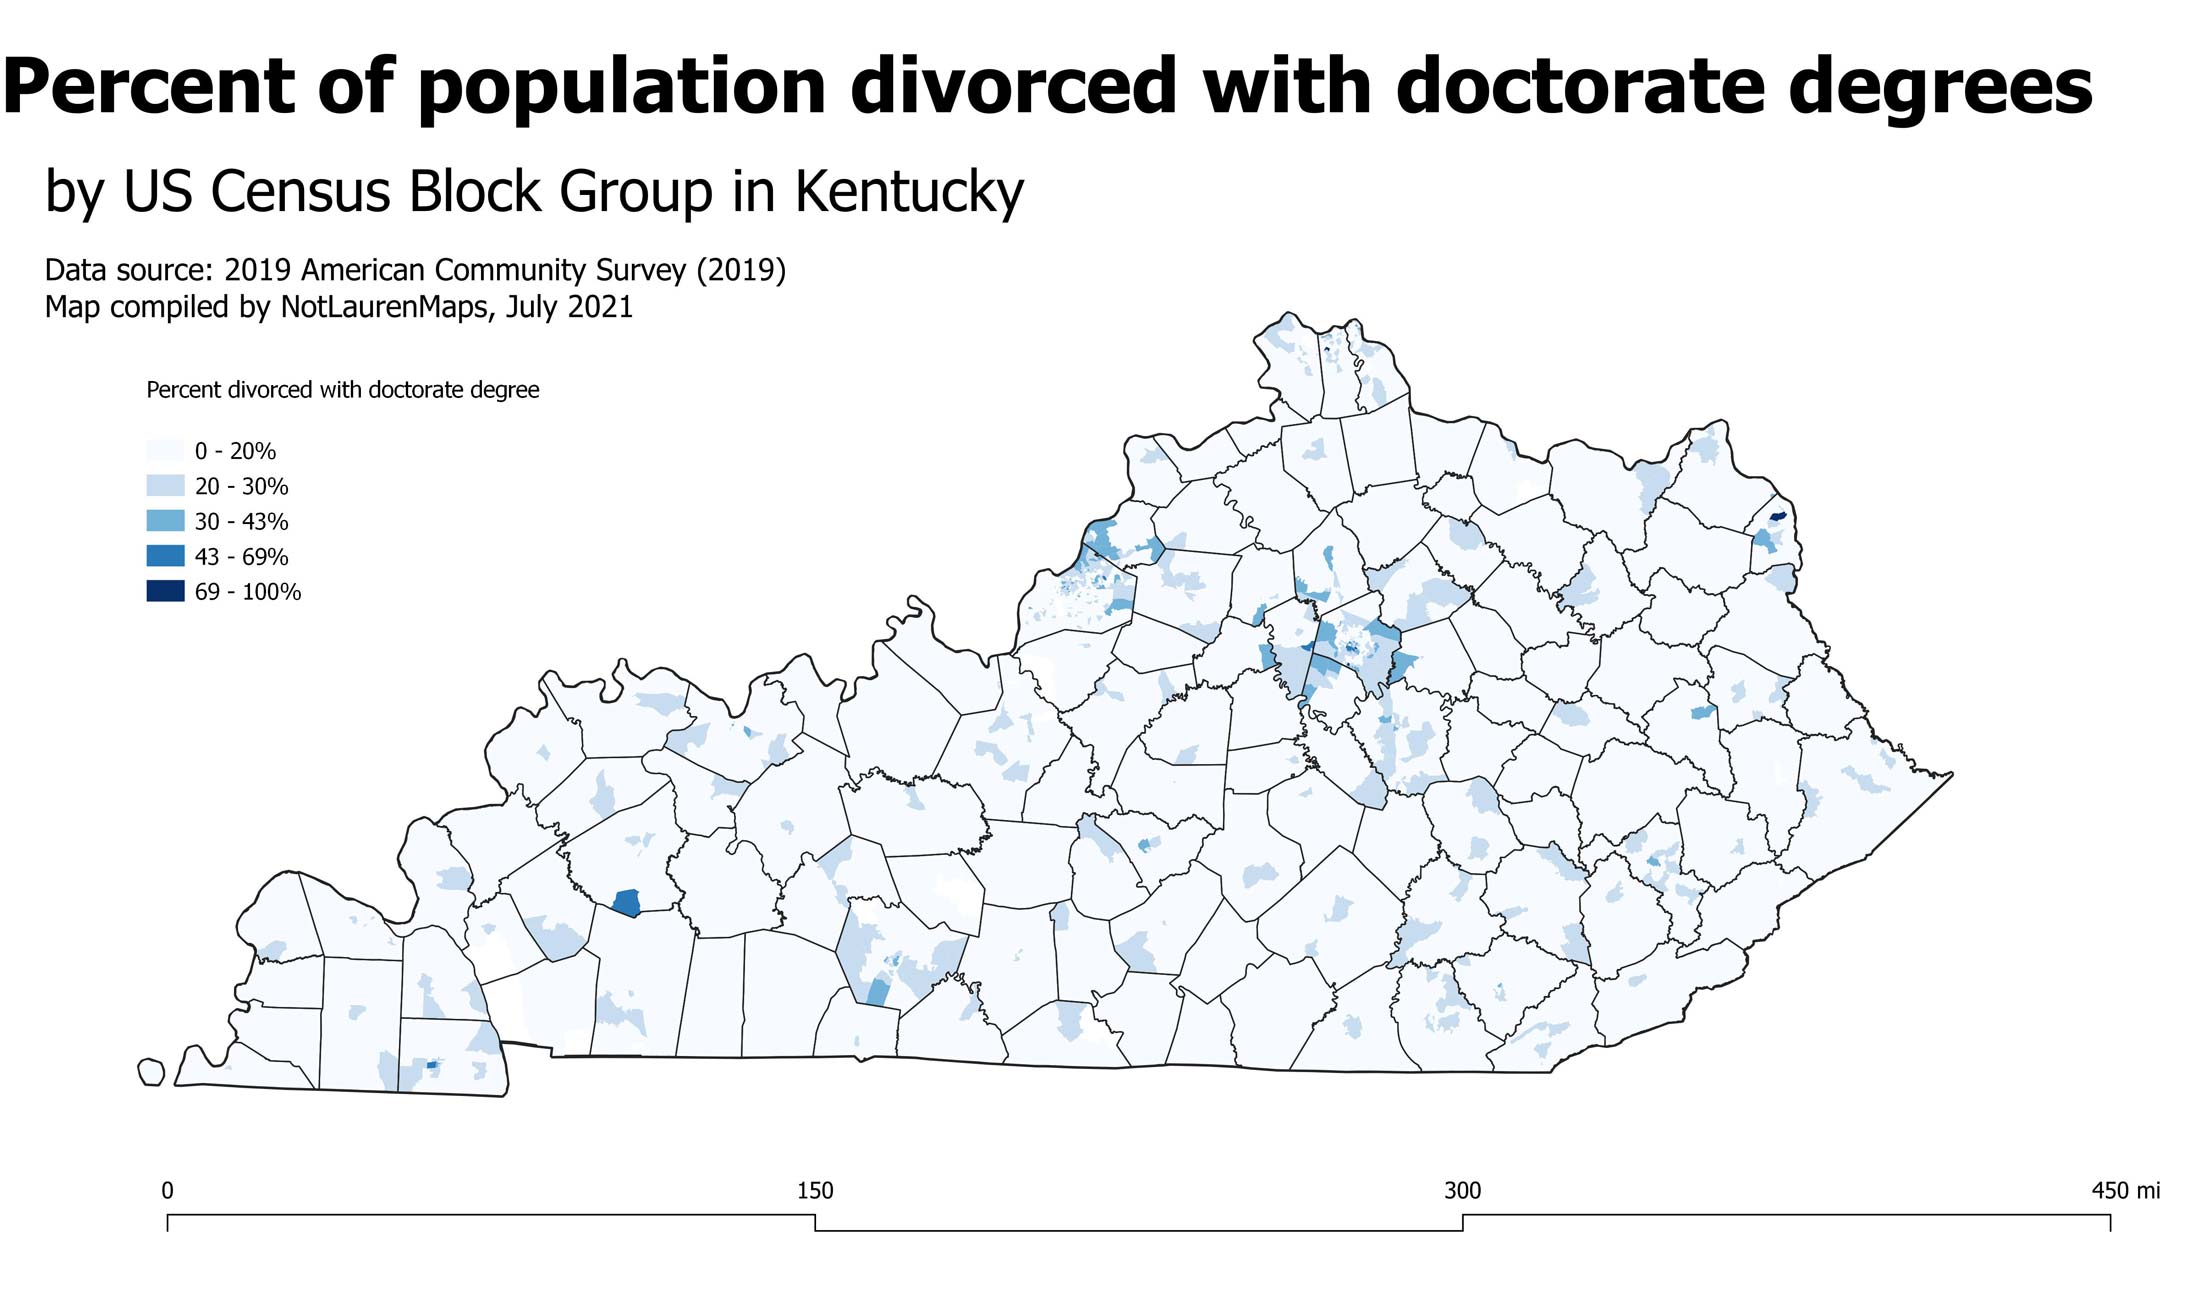 Percent of population divorced with doctorate degrees
by US Census Block Group in Kentucky
Data source: 2019 American Community Survey (2019)
Map compiled by NotLaurenMaps, July 2021
Percent divorced with doctorate degree
0 - 20%
20 - 30%
30 - 43%
43 - 69%
69 - 100%
0 150 300 450 mi